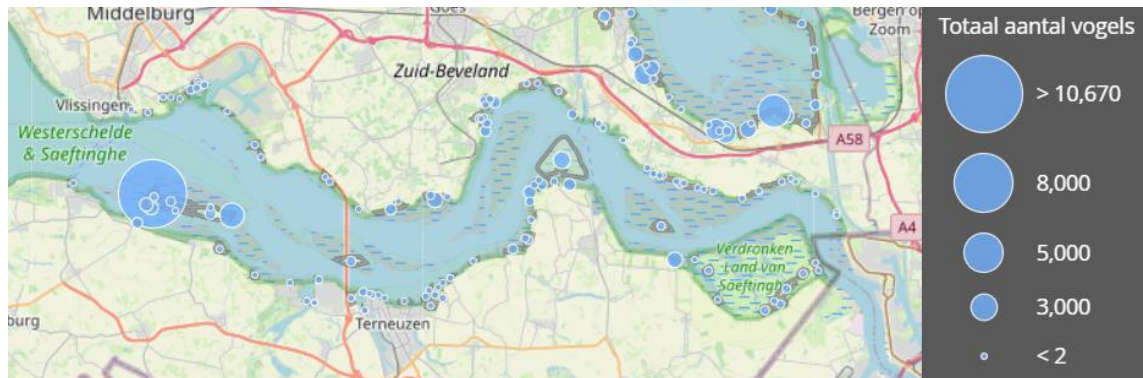 Middelburg
Goes
Bergen op
Zoom
Zuid-Beveland
Vlissingen
Westerschelde
& Saeftinghe
A58
A4
Verdronken
Land van
Saefting
Terneuzen
burg
Totaal aantal vogels
> 10,670
8,000
5,000
3,000
< 2